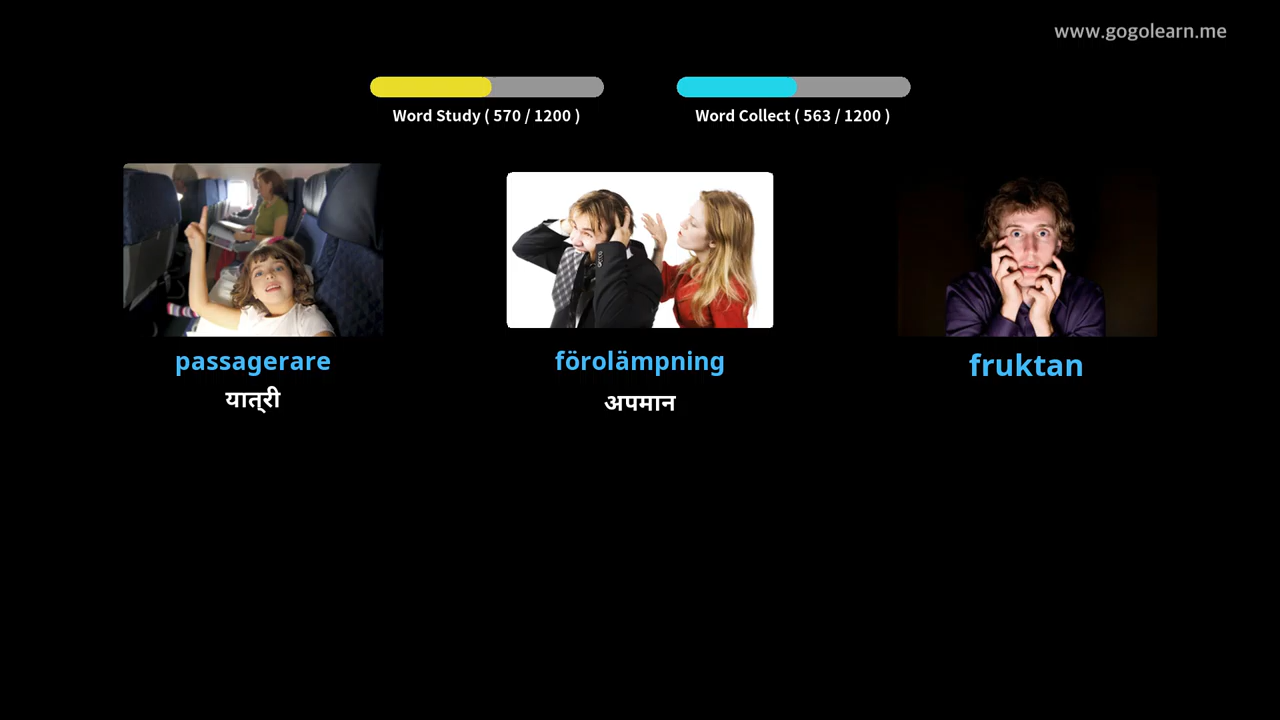 www.gogolearn.me
Word Study ( 570 / 1200 )
Word Collect ( 563 / 1200 )
passagerare
förolämpning
fruktan
यात्री
अपमान